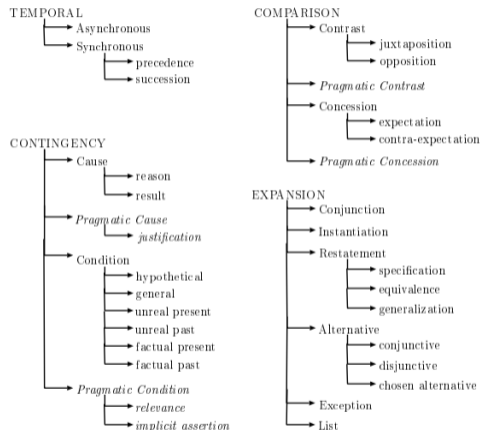 TEMPORAL
Asynchronous
Synchronous
precedence
succession
CONTINGENCY
Cause
reason
result
Pragmatic Cause
justification
Condition
hypothetical
general
unreal present
unreal past
factual present
factual past
Pragmatic Condition
relevance
implicit assertion
COMPARISON
Contrast
juxtaposition
opposition
Pragmatic Contrast
Concession
expectation
contra-expectation
Pragmatic Concession
EXPANSION
Conjunction
Instantiation
Restatement
specification
equivalence
generalization
Alternative
conjunctive
disjunctive
chosen alternative
Exception
List